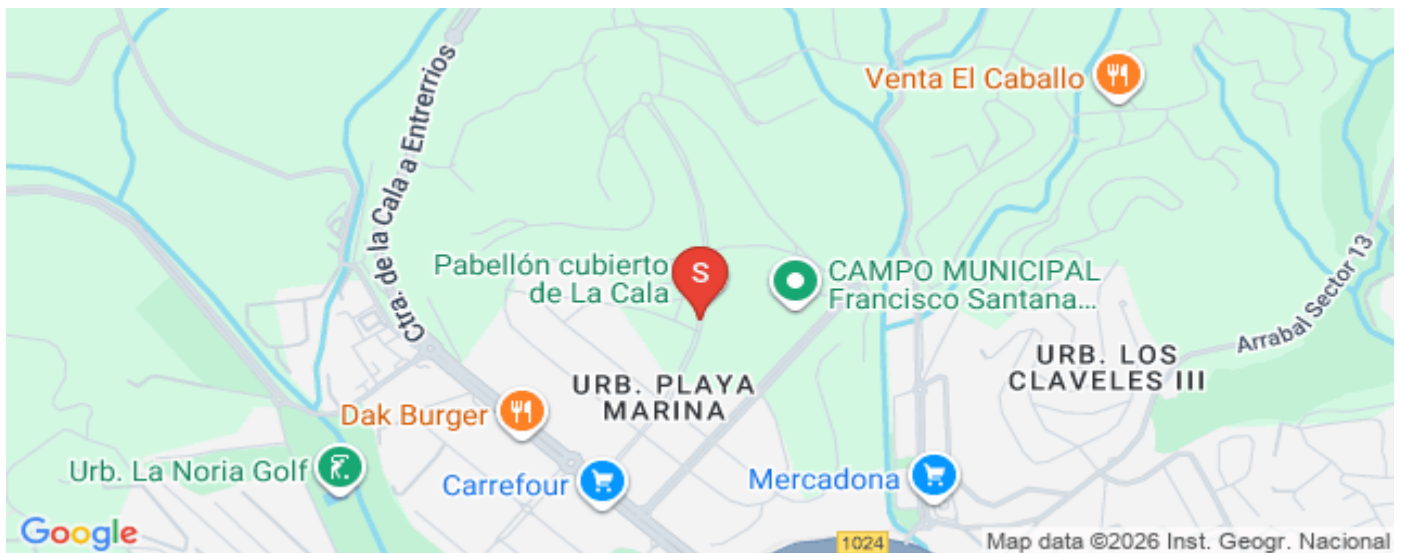 Ctra. de la Cala a Entrerrios
Venta El Caballo
Pabellón cubierto
de La Cala
S
CAMPO MUNICIPAL
Francisco Santana...
Arrabal Sector 13
URB. LOS
CLAVELES III
URB. PLAYA
MARINA
Dak Burger
Urb. La Noria Golf
Carrefour
Mercadona
Google
1024
Map data ©2026 Inst. Geogr. Nacional